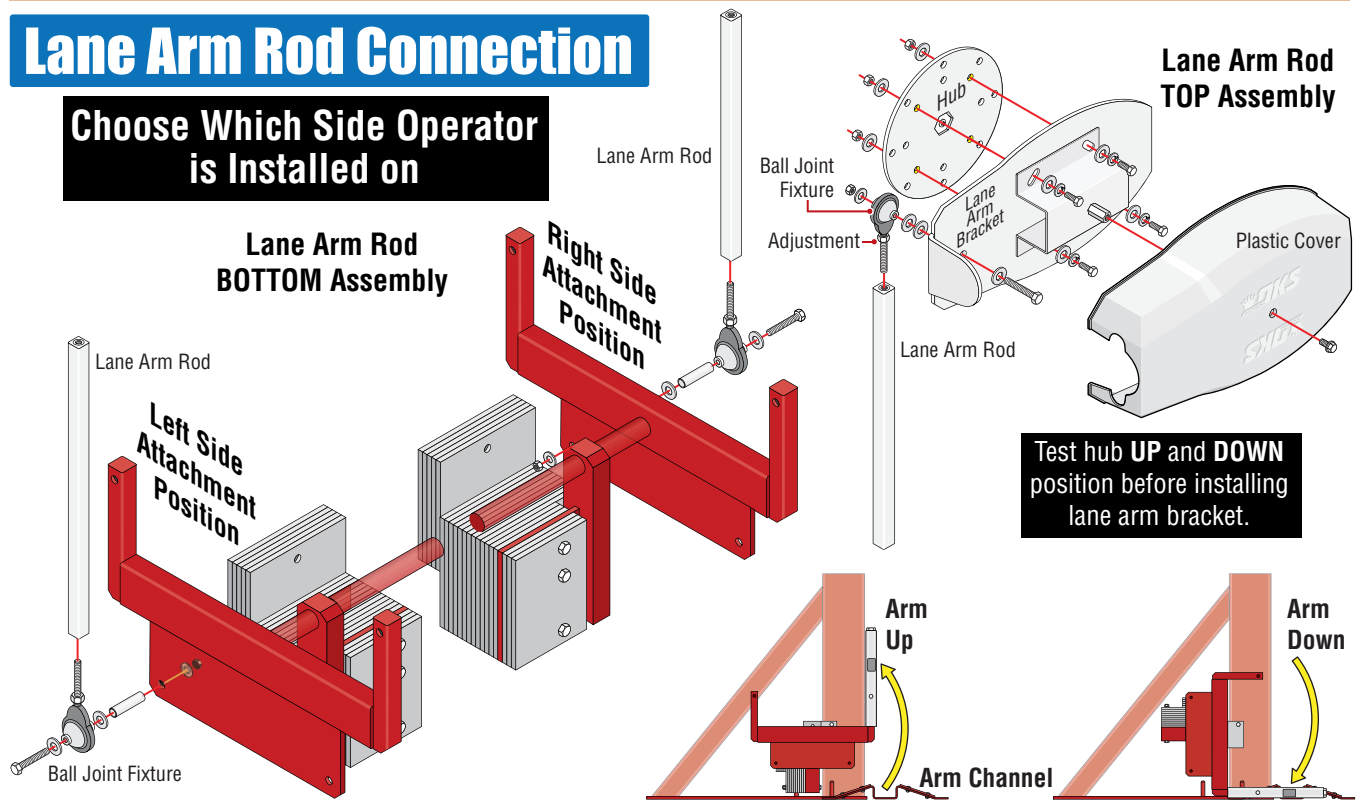 Lane Arm Rod Connection
Choose Which Side Operator
is Installed on
Lane Arm Rod
BOTTOM Assembly
Lane Arm Rod
Left Side
Attachment
Position
Ball Joint Fixture
Right Side
Attachment
Position
Lane Arm Rod
Lane Arm Rod
TOP Assembly
Hub
Ball Joint
Fixture
Adjustment
Lane
Arm
Bracket
Lane Arm Rod
Plastic Cover
DKS
DKS
Test hub UP and DOWN
position before installing
lane arm bracket.
Arm
Up
Arm Channel
Arm
Down